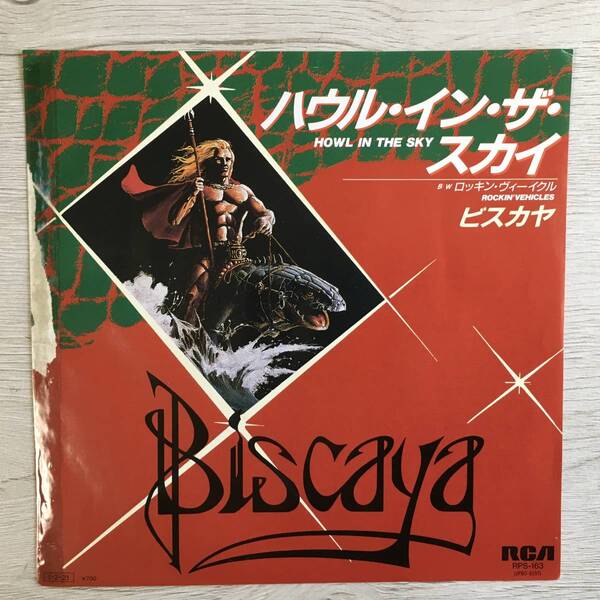 ハウル・イン・ザ・
スカイ
HOWL IN THE SKY
B/W ロッキン・ヴィーイクル
ROCKIN' VEHICLES
ビスカヤ
Biscaya
RCA
RPS-163
¥700